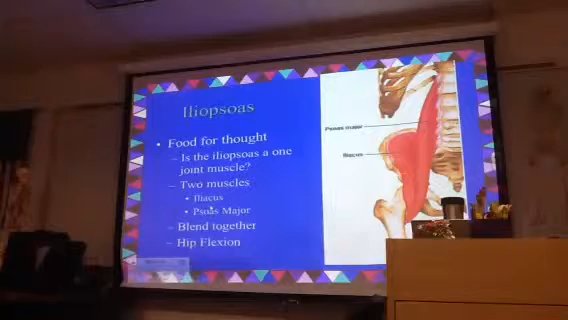 Iliopsoas
• Food for thought
– Is the iliopsoas a one
joint muscle?
– Two muscles
• Iliacus
• Psoas Major
– Blend together
– Hip Flexion
Psoas major
Iliacus